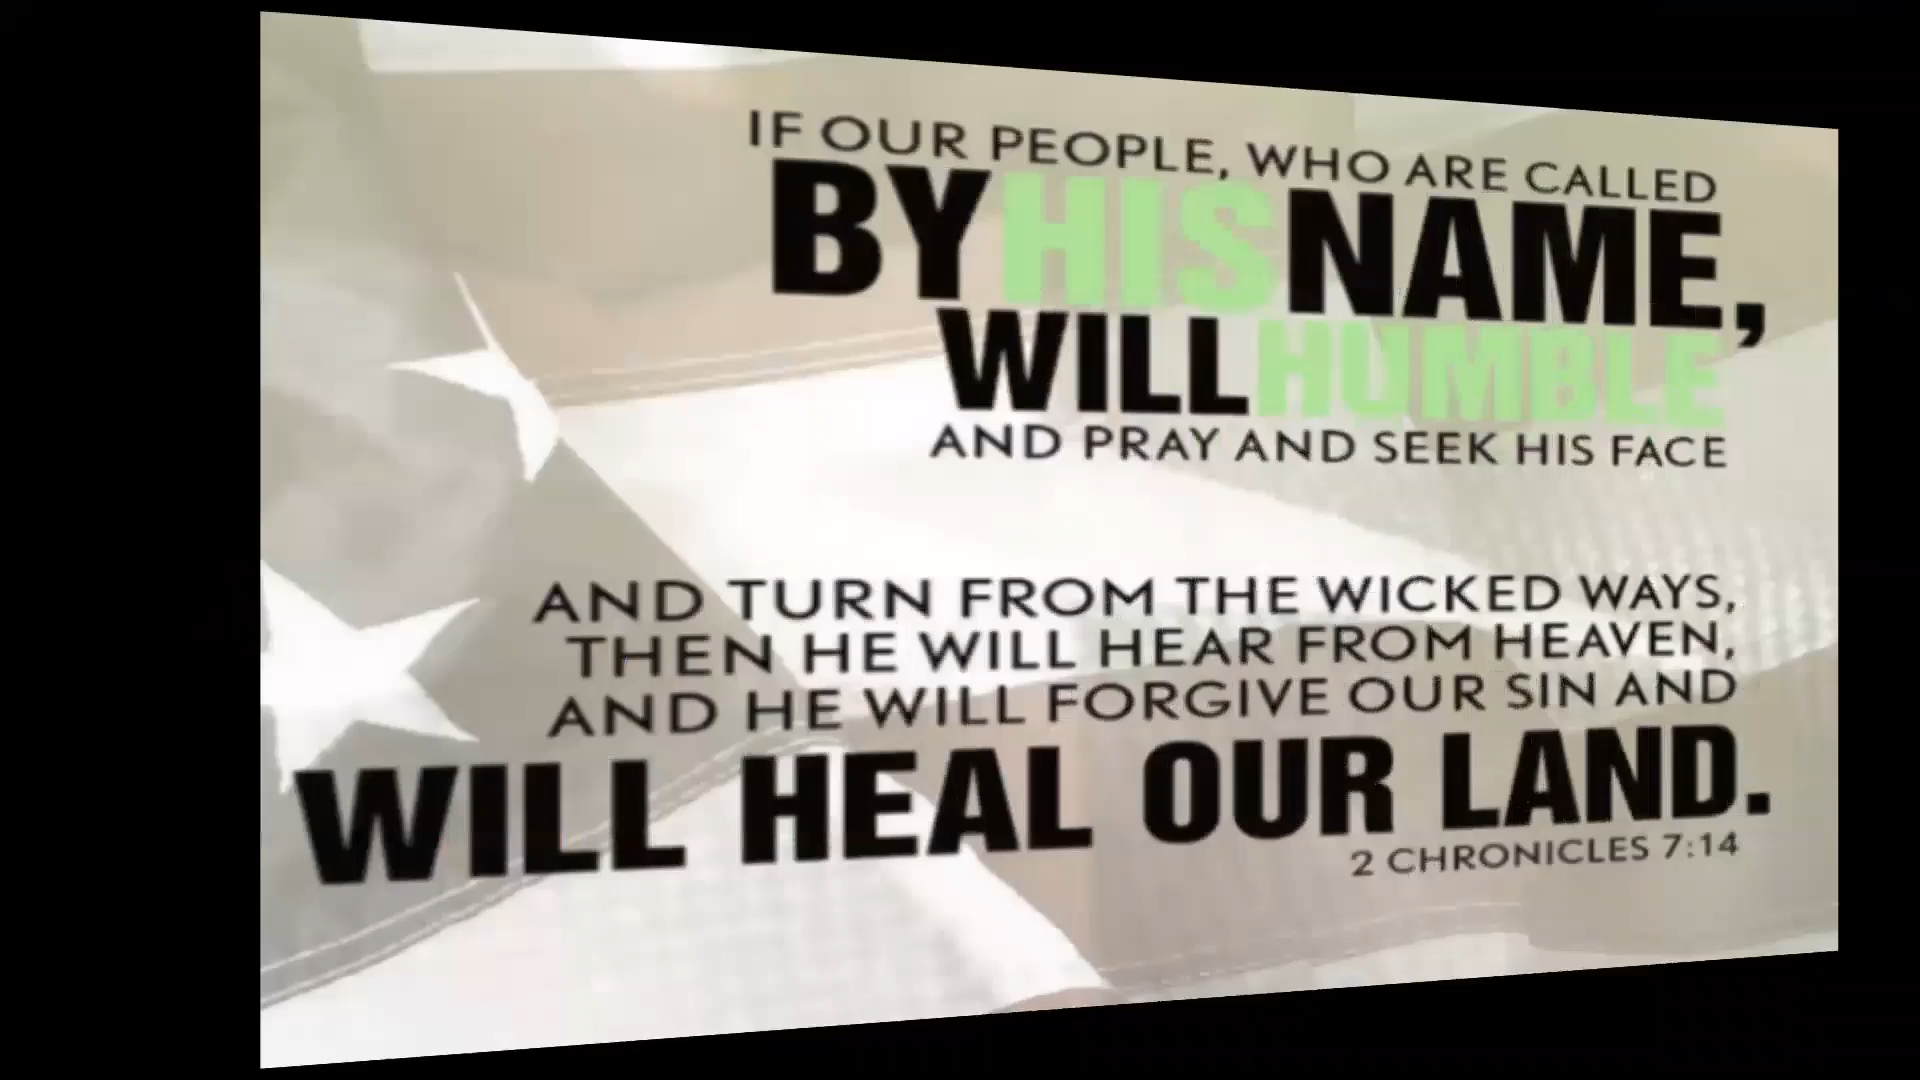 IF OUR PEOPLE, WHO ARE CALLED
BY HIS NAME,
WILL HUMBLE
AND PRAY AND SEEK HIS FACE
AND TURN FROM THE WICKED WAYS,
THEN HE WILL HEAR FROM HEAVEN,
AND HE WILL FORGIVE OUR SIN AND
WILL HEAL OUR LAND.
2 CHRONICLES 7:14